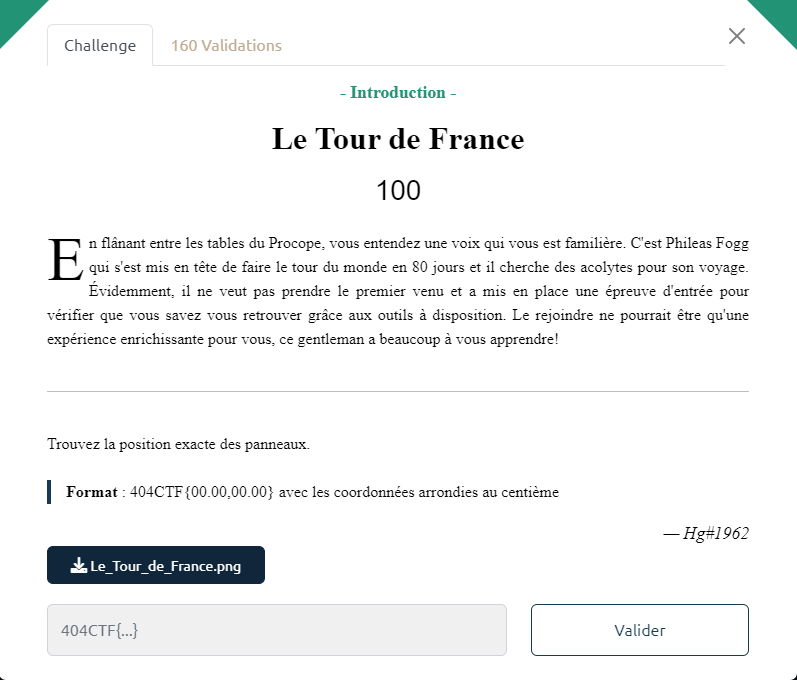 Challenge
160 Validations
- Introduction -
Le Tour de France
100
En flânant entre les tables du Procope, vous entendez une voix qui vous est familière. C'est Phileas Fogg
qui s'est mis en tête de faire le tour du monde en 80 jours et il cherche des acolytes pour son voyage.
Évidemment, il ne veut pas prendre le premier venu et a mis en place une épreuve d'entrée pour
vérifier que vous savez vous retrouver grâce aux outils à disposition. Le rejoindre ne pourrait être qu'une
expérience enrichissante pour vous, ce gentleman a beaucoup à vous apprendre!
Trouvez la position exacte des panneaux.
Format : 404CTF{00.00,00.00} avec les coordonnées arrondies au centième
— Hg#1962
Le_Tour_de_France.png
404CTF{...}
Valider